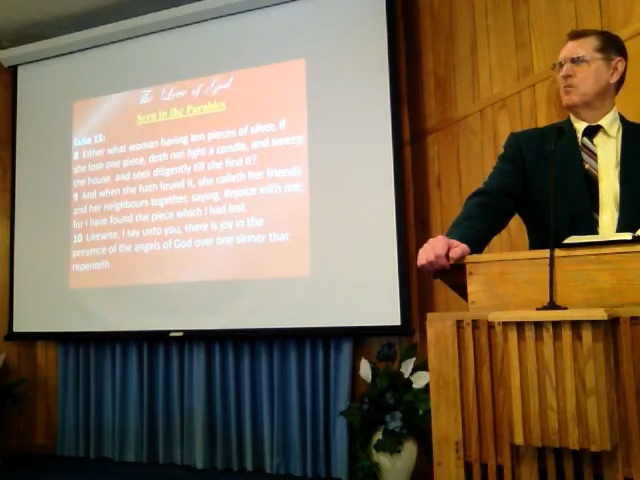 The Love of God
Seen in the Parables
Luke 15:
8 Either what woman having ten pieces of silver, if
she lose one piece, doth not light a candle, and sweep
the house, and seek diligently till she find it?
9 And when she hath found it, she calleth her friends
and her neighbours together, saying, Rejoice with me;
for I have found the piece which I had lost.
10 Likewise, I say unto you, there is joy in the
presence of the angels of God over one sinner that
repenteth.